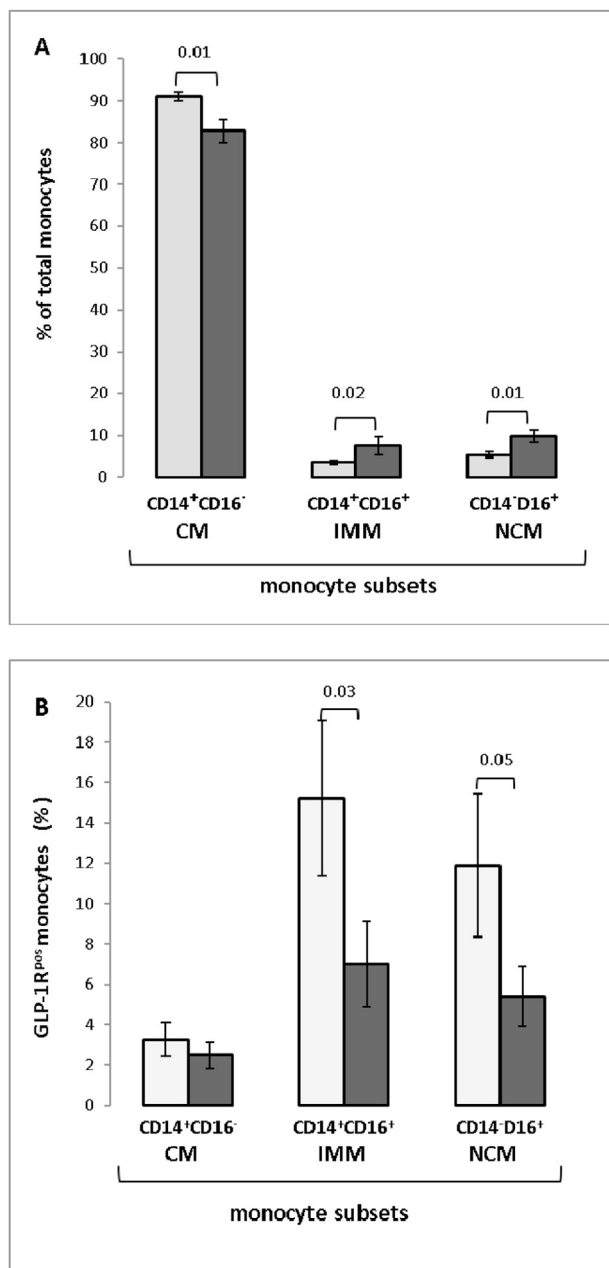 A
0.01
100
90
80
70
60
50
40
30
20
10
0
% of total monocytes
0.02
0.01
CD14⁺CD16⁻ CD14⁺CD16⁺ CD14⁻D16⁺
CM IMM NCM
monocyte subsets
B
0.03
0.05
20
18
16
14
12
10
8
6
4
2
0
GLP-1Rᵖᵒˢ monocytes (%)
CD14⁺CD16⁻ CD14⁺CD16⁺ CD14⁻D16⁺
CM IMM NCM
monocyte subsets